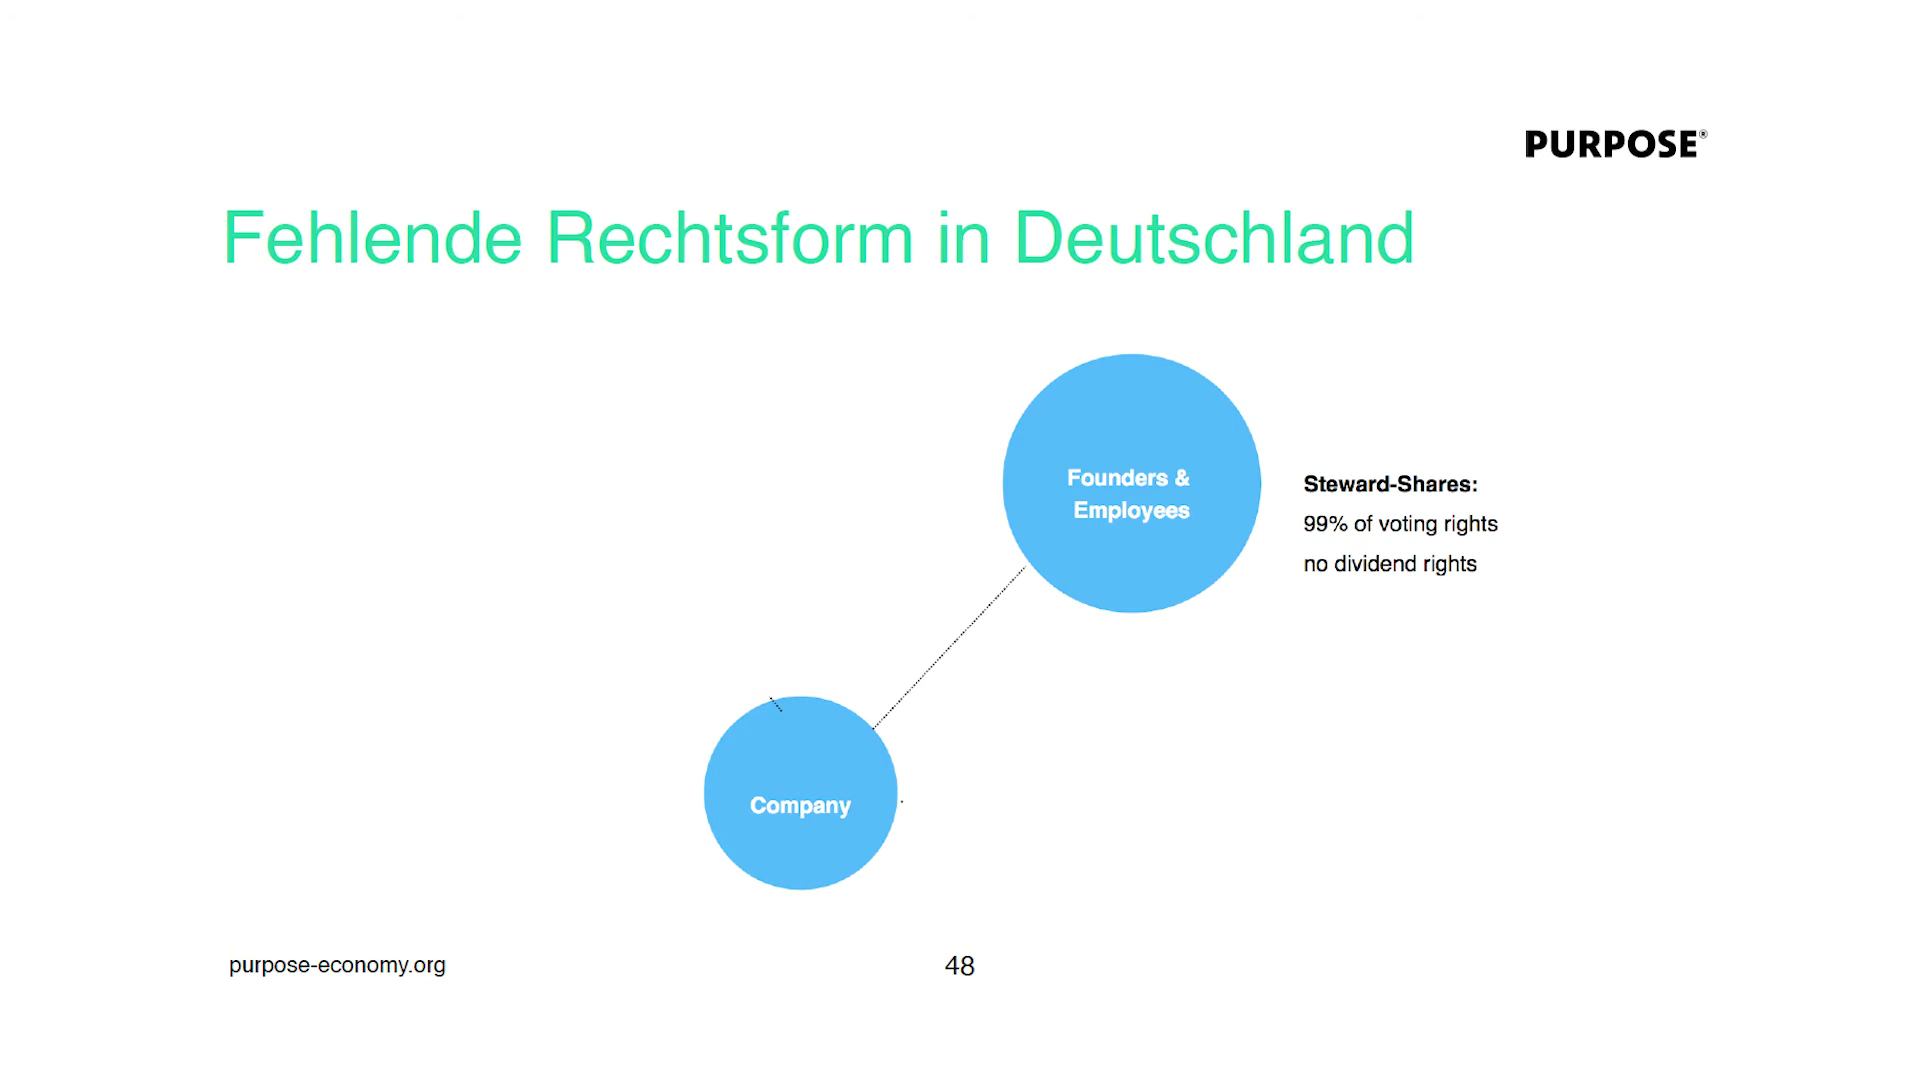 PURPOSE®
Fehlende Rechtsform in Deutschland
Founders &
Employees
Steward-Shares:
99% of voting rights
no dividend rights
Company
purpose-economy.org
48